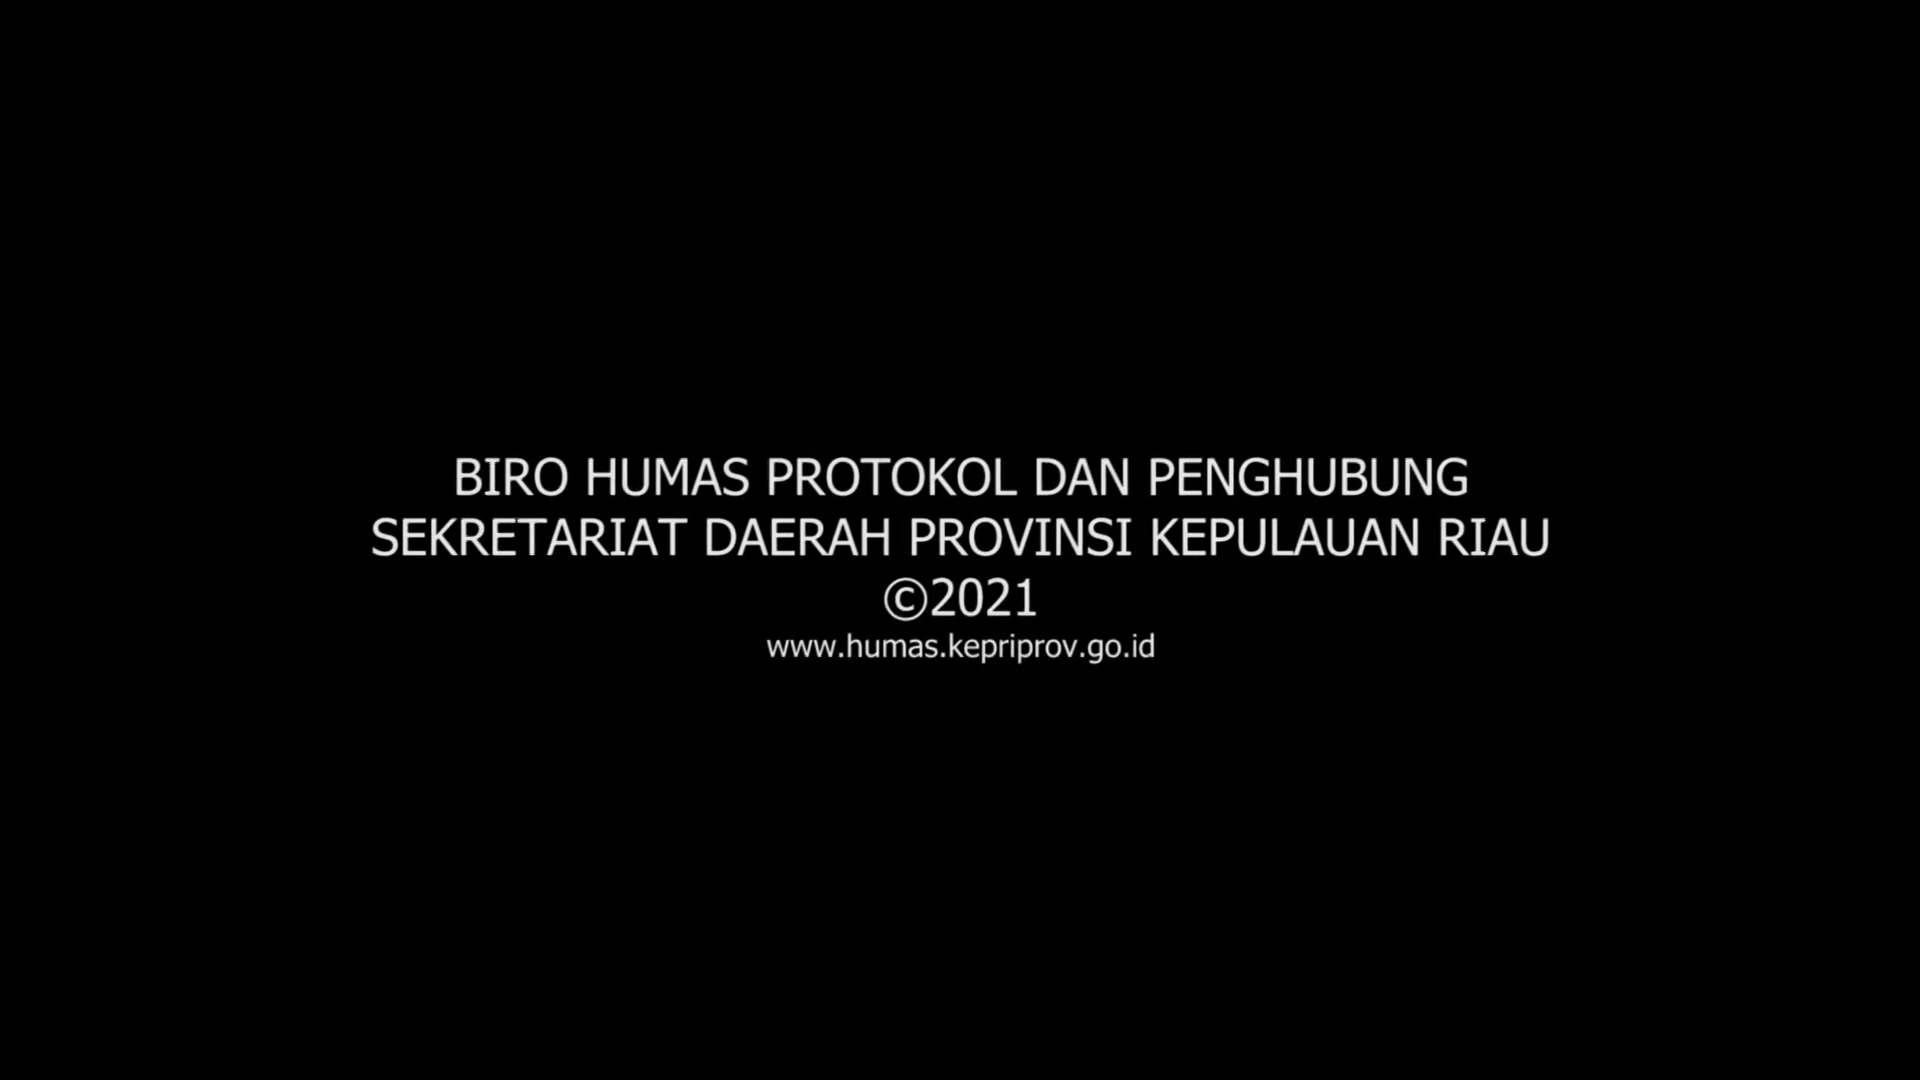 BIRO HUMAS PROTOKOL DAN PENGHUBUNG
SEKRETARIAT DAERAH PROVINSI KEPULAUAN RIAU
©2021
www.humas.kepriprov.go.id